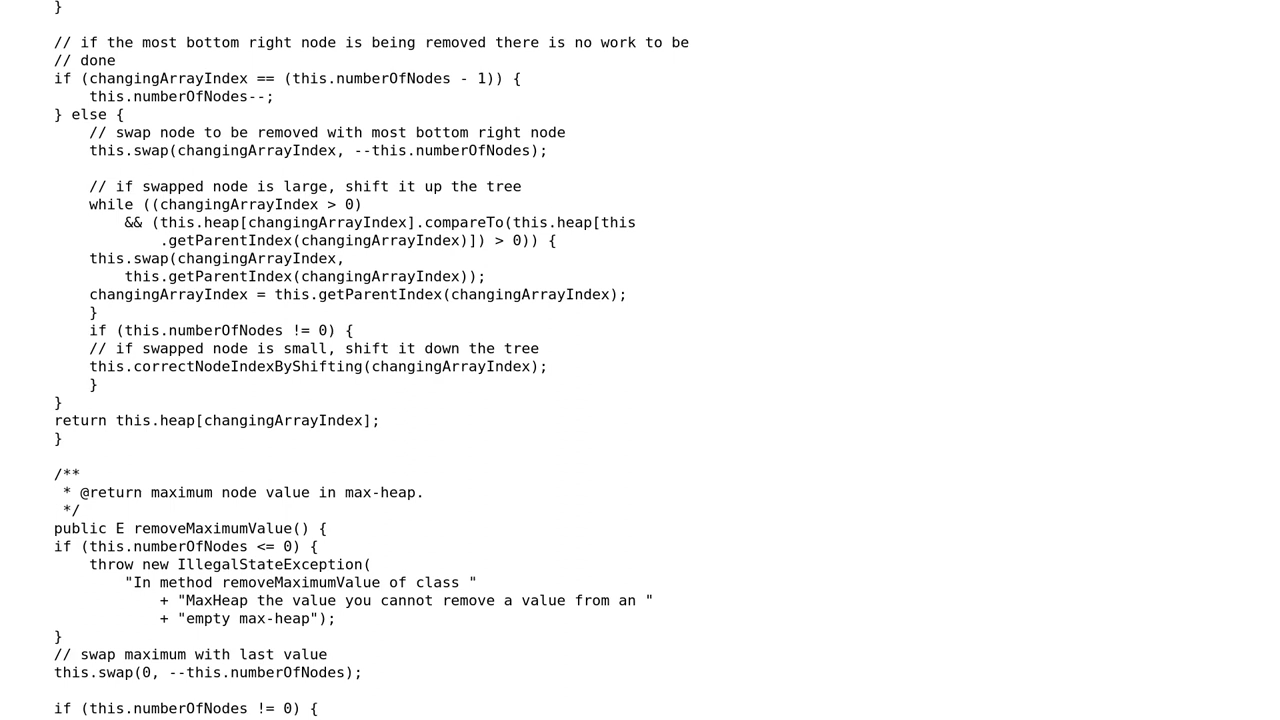 }

// if the most bottom right node is being removed there is no work to be
// done
if (changingArrayIndex == (this.numberOfNodes - 1)) {
    this.numberOfNodes--;
} else {
    // swap node to be removed with most bottom right node
    this.swap(changingArrayIndex, --this.numberOfNodes);

    // if swapped node is large, shift it up the tree
    while ((changingArrayIndex > 0)
        && (this.heap[changingArrayIndex].compareTo(this.heap[this
            .getParentIndex(changingArrayIndex)]) > 0)) {
    this.swap(changingArrayIndex,
        this.getParentIndex(changingArrayIndex));
    changingArrayIndex = this.getParentIndex(changingArrayIndex);
    }
    if (this.numberOfNodes != 0) {
    // if swapped node is small, shift it down the tree
    this.correctNodeIndexByShifting(changingArrayIndex);
    }
}
return this.heap[changingArrayIndex];
}

/**
 * @return maximum node value in max-heap.
 */
public E removeMaximumValue() {
if (this.numberOfNodes <= 0) {
    throw new IllegalStateException(
        "In method removeMaximumValue of class "
            + "MaxHeap the value you cannot remove a value from an "
            + "empty max-heap");
}
// swap maximum with last value
this.swap(0, --this.numberOfNodes);

if (this.numberOfNodes != 0) {